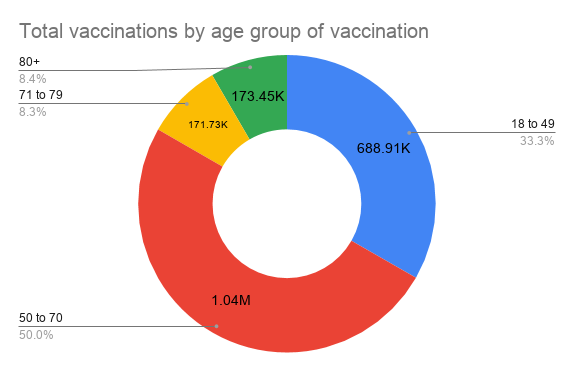 Total vaccinations by age group of vaccination
80+
8.4%
71 to 79
8.3%
173.45K
171.73K
18 to 49
33.3%
688.91K
1.04M
50 to 70
50.0%